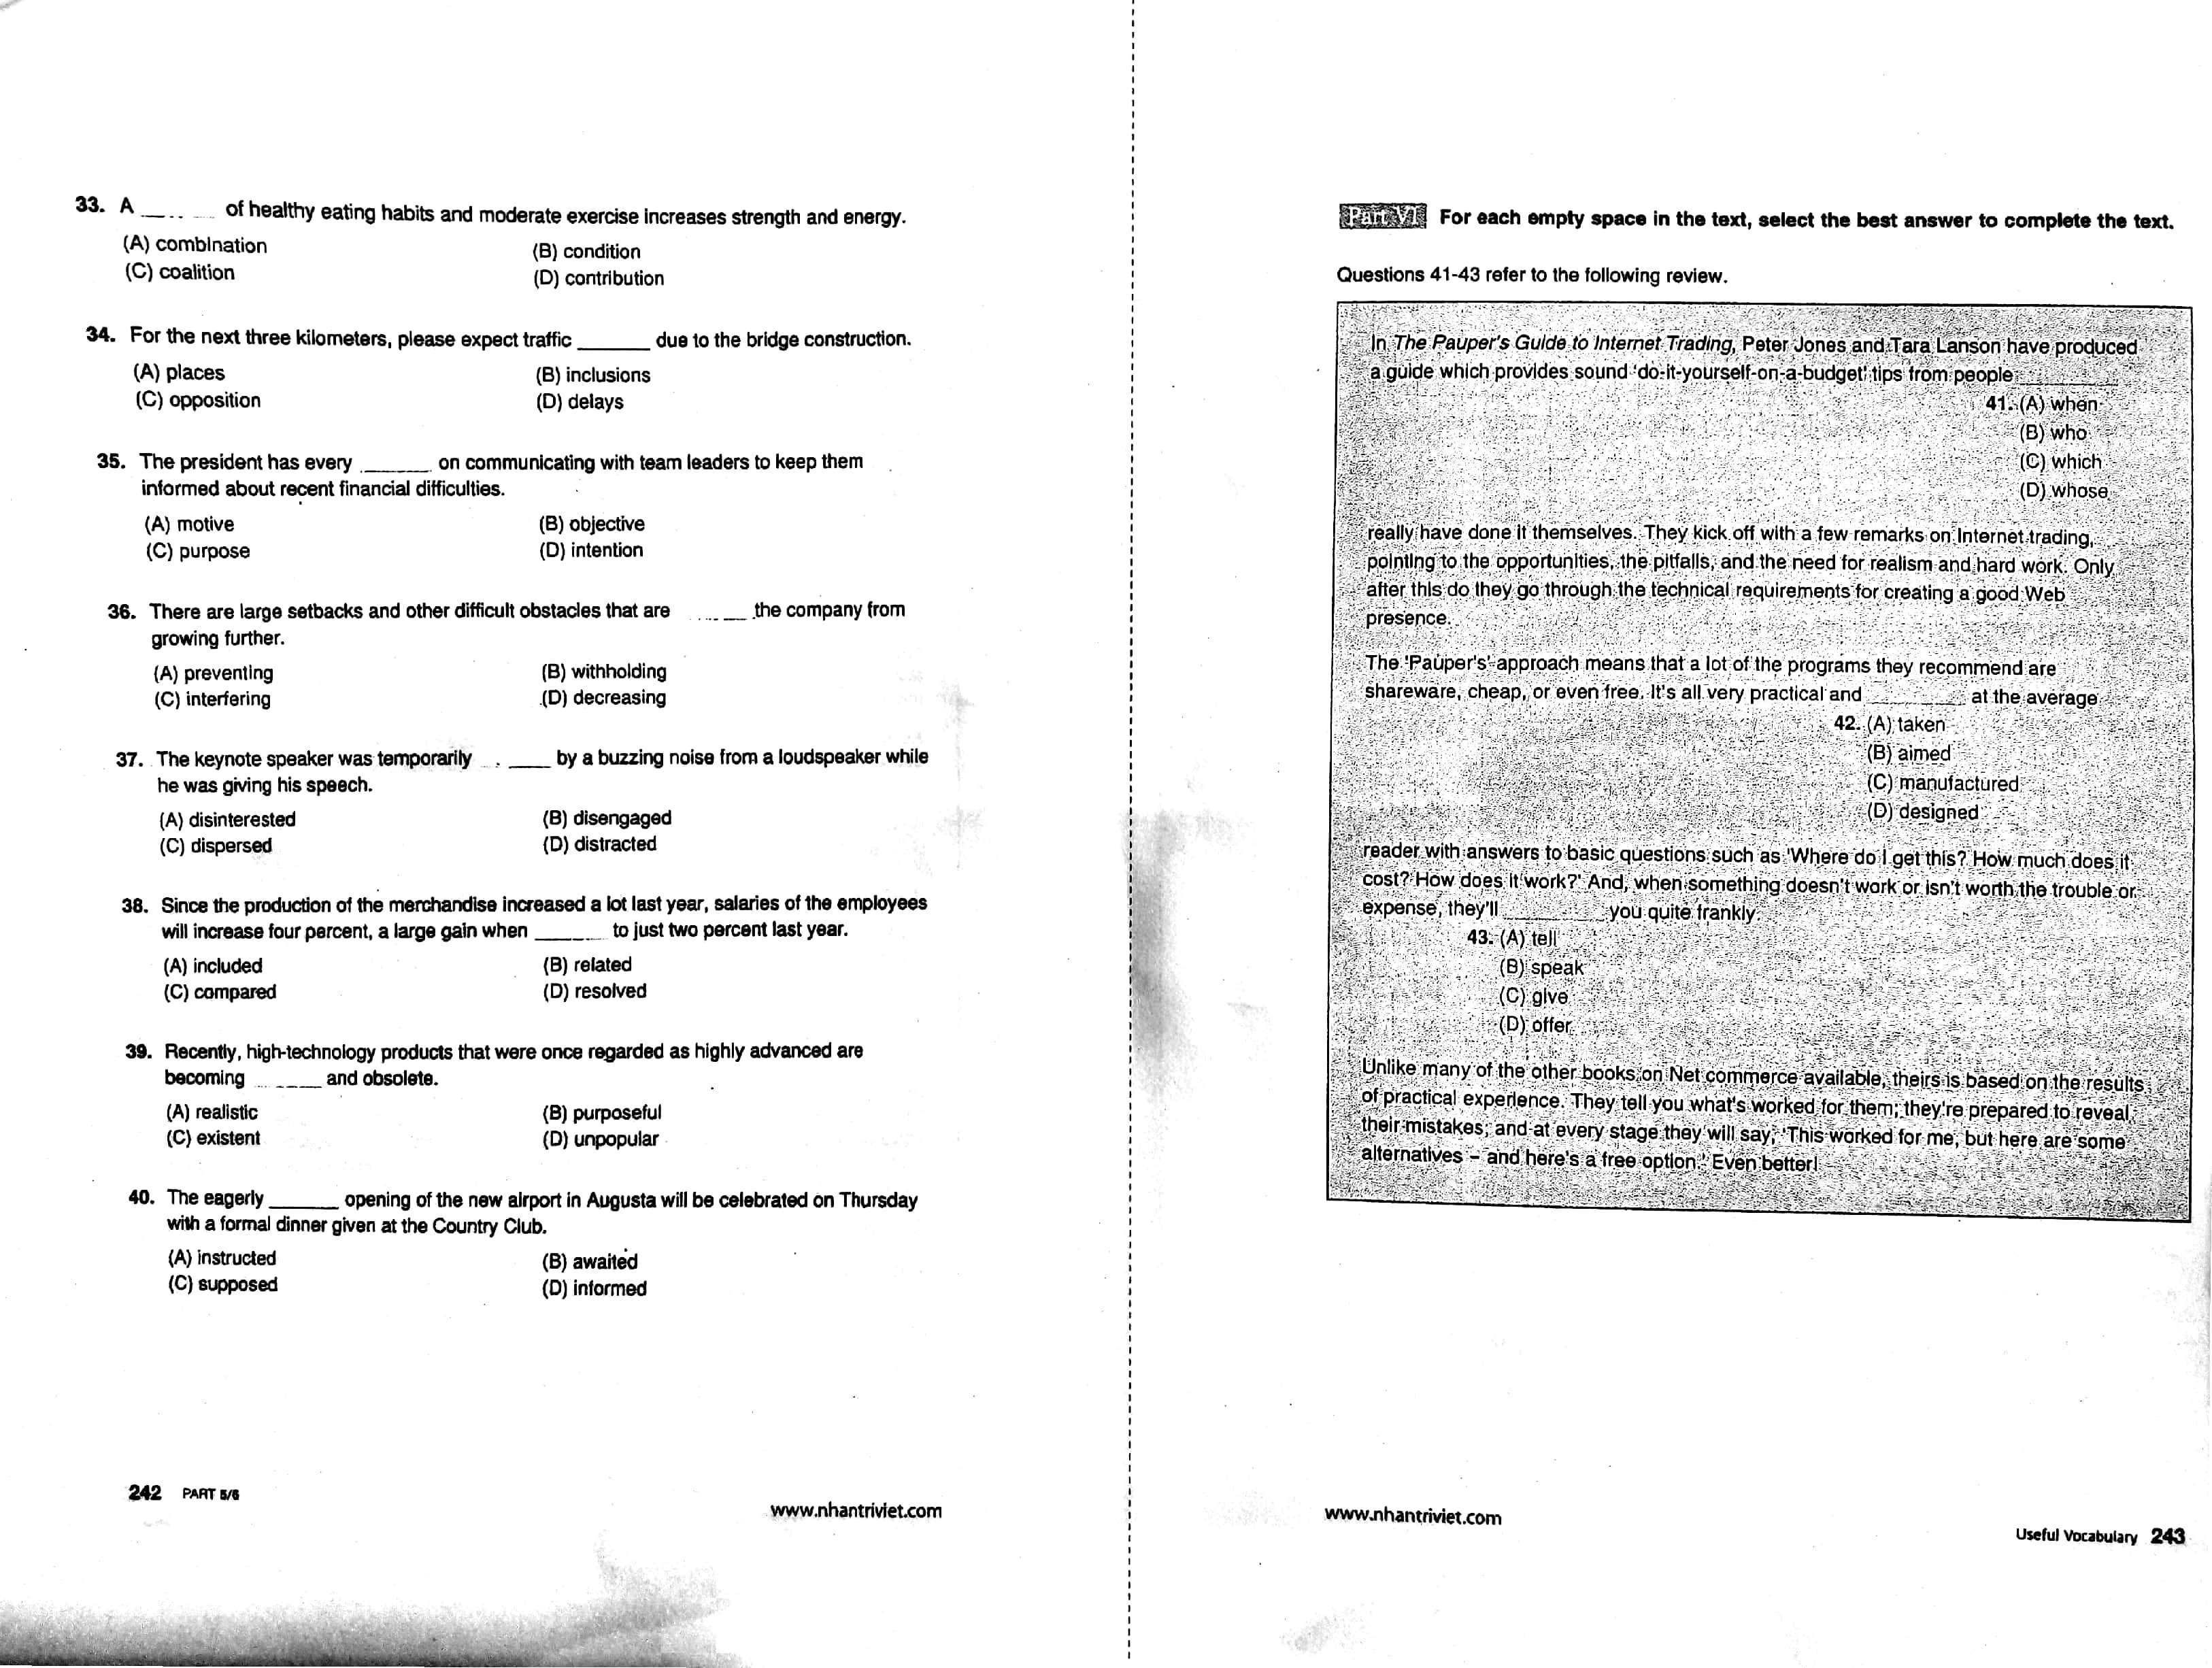 33. A ______ of healthy eating habits and moderate exercise increases strength and energy.
(A) combination
(B) condition
(C) coalition
(D) contribution
34. For the next three kilometers, please expect traffic ______ due to the bridge construction.
(A) places
(B) inclusions
(C) opposition
(D) delays
35. The president has every ______ on communicating with team leaders to keep them
informed about recent financial difficulties.
(A) motive
(B) objective
(C) purpose
(D) intention
36. There are large setbacks and other difficult obstacles that are ______ the company from
growing further.
(A) preventing
(B) withholding
(C) interfering
(D) decreasing
37. The keynote speaker was temporarily ______ by a buzzing noise from a loudspeaker while
he was giving his speech.
(A) disinterested
(B) disengaged
(C) dispersed
(D) distracted
38. Since the production of the merchandise increased a lot last year, salaries of the employees
will increase four percent, a large gain when ______ to just two percent last year.
(A) included
(B) related
(C) compared
(D) resolved
39. Recently, high-technology products that were once regarded as highly advanced are
becoming ______ and obsolete.
(A) realistic
(B) purposeful
(C) existent
(D) unpopular
40. The eagerly ______ opening of the new airport in Augusta will be celebrated on Thursday
with a formal dinner given at the Country Club.
(A) instructed
(B) awaited
(C) supposed
(D) informed
242 PART 5/6
www.nhantriviet.com
Part VI For each empty space in the text, select the best answer to complete the text.
Questions 41-43 refer to the following review.
In The Pauper's Guide to Internet Trading, Peter Jones and Tara Lanson have produced
a guide which provides sound 'do-it-yourself-on-a-budget' tips from people ______
41. (A) when
(B) who
(C) which
(D) whose
really have done it themselves. They kick off with a few remarks on Internet trading,
pointing to the opportunities, the pitfalls, and the need for realism and hard work. Only
after this do they go through the technical requirements for creating a good Web
presence.
The 'Pauper's' approach means that a lot of the programs they recommend are
shareware, cheap, or even free. It's all very practical and ______ at the average
42. (A) taken
(B) aimed
(C) manufactured
(D) designed
reader with answers to basic questions such as 'Where do I get this? How much does it
cost? How does it work?' And, when something doesn't work or isn't worth the trouble or
expense, they'll ______ you quite frankly.
43. (A) tell
(B) speak
(C) give
(D) offer
Unlike many of the other books on Net commerce available, theirs is based on the results
of practical experience. They tell you what's worked for them; they're prepared to reveal
their mistakes; and at every stage they will say, 'This worked for me, but here are some
alternatives – and here's a free option.' Even better!
www.nhantriviet.com
Useful Vocabulary 243